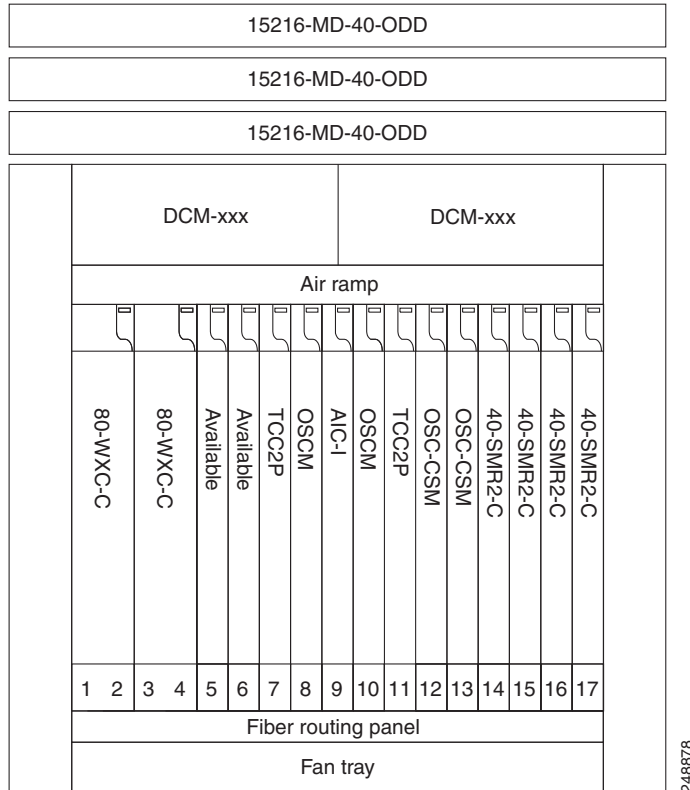 15216-MD-40-ODD
15216-MD-40-ODD
15216-MD-40-ODD
DCM-xxx
DCM-xxx
Air ramp
80-WXC-C
80-WXC-C
Available
Available
TCC2P
OSCM
AIC-I
OSCM
TCC2P
OSC-CSM
OSC-CSM
40-SMR2-C
40-SMR2-C
40-SMR2-C
40-SMR2-C
1 2 3 4 5 6 7 8 9 10 11 12 13 14 15 16 17
Fiber routing panel
Fan tray
248878